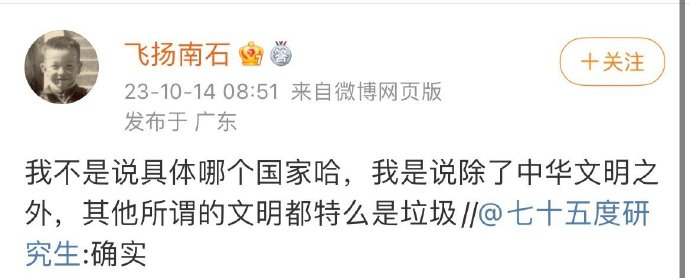 飞扬南石
+关注
23-10-14 08:51 来自微博网页版
发布于 广东
我不是说具体哪个国家哈，我是说除了中华文明之
外，其他所谓的文明都特么是垃圾//@七十五度研
究生:确实